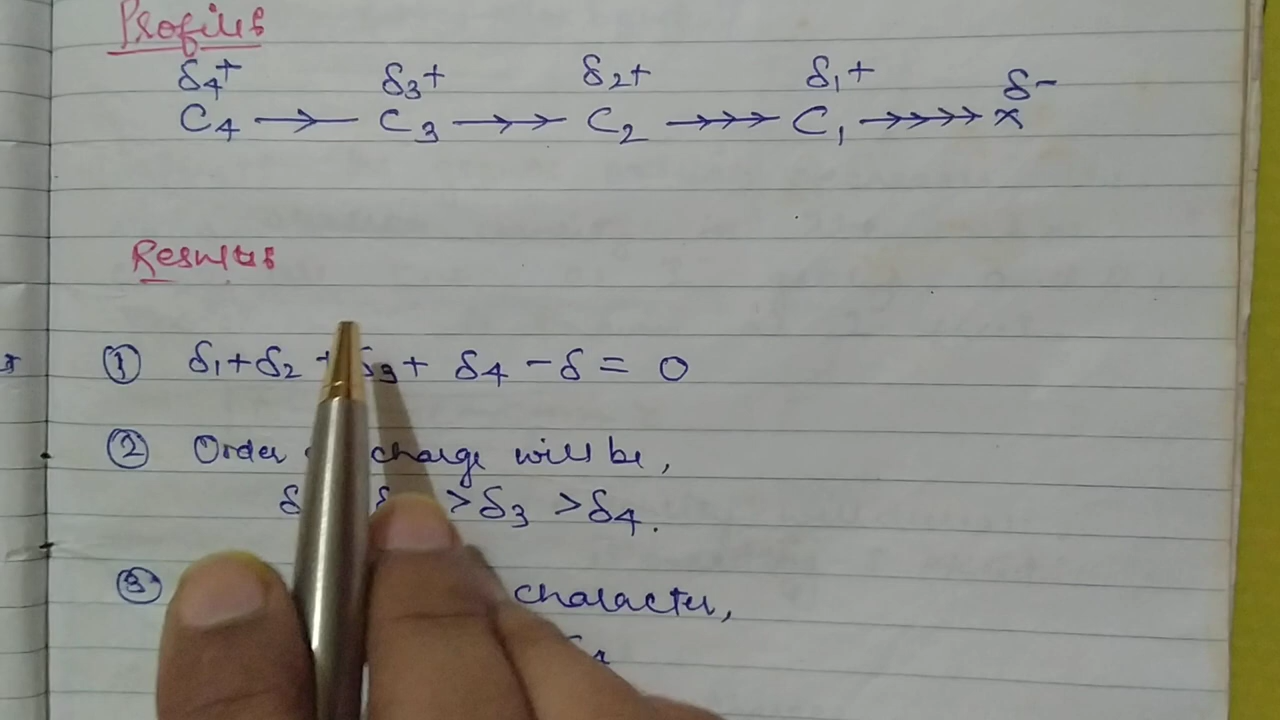 Profiles
δ4+ δ3+ δ2+ δ1+ δ-
C4 → C3 →→ C2 →→→ C1 →→→→ X
Results
① δ1+δ2 + δ3+ δ4 -δ = 0
② Order charge will be,
δ δ >δ3 >δ4.
③ character,